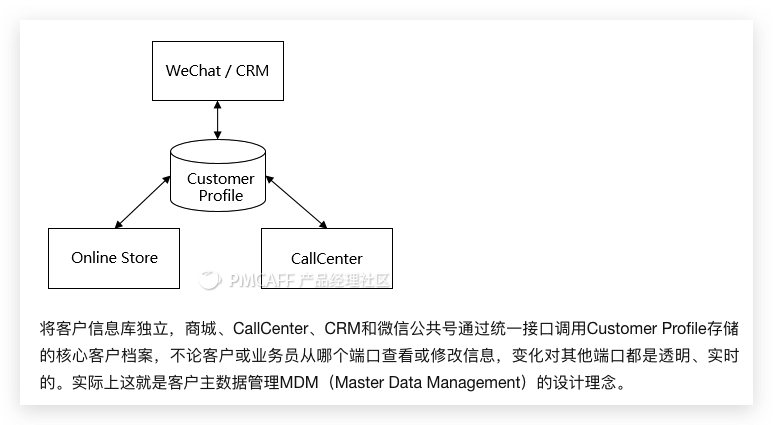 WeChat / CRM
Customer
Profile
Online Store
CallCenter
PMCAFF 产品经理社区
将客户信息库独立，商城、CallCenter、CRM和微信公共号通过统一接口调用Customer Profile存储
的核心客户档案，不论客户或业务员从哪个端口查看或修改信息，变化对其他端口都是透明、实时
的。实际上这就是客户主数据管理MDM（Master Data Management）的设计理念。